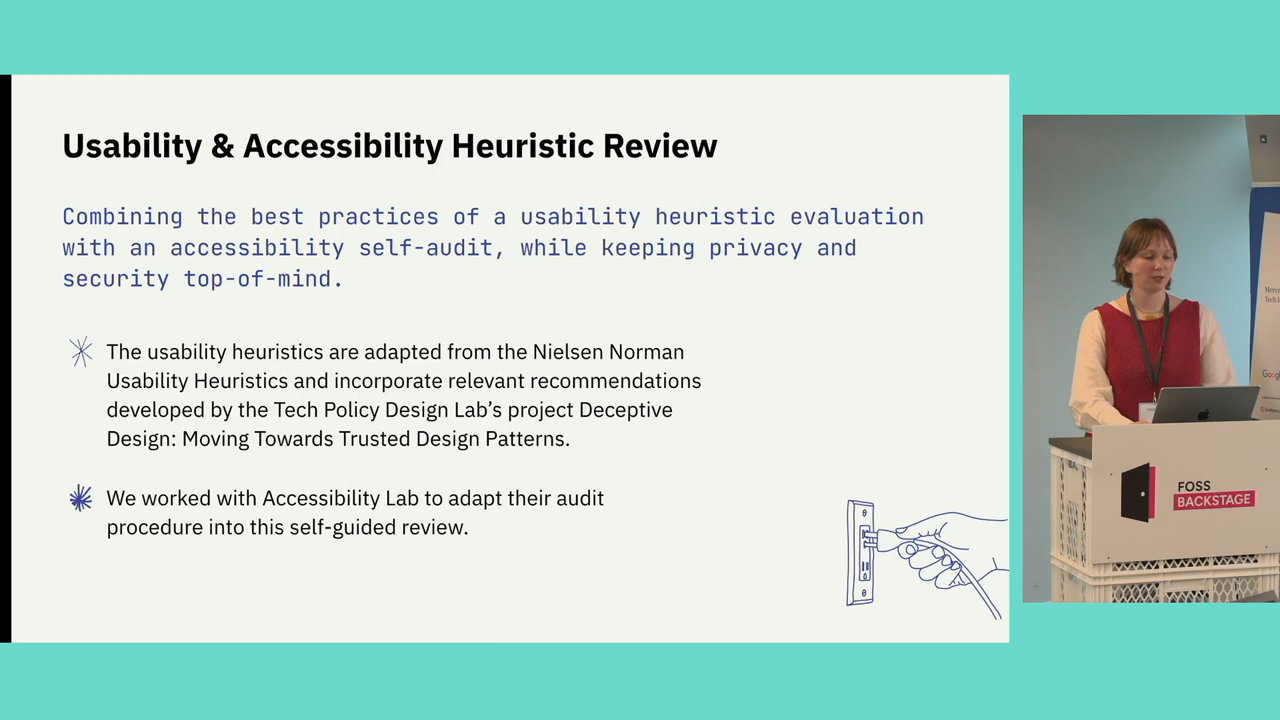 Usability & Accessibility Heuristic Review
Combining the best practices of a usability heuristic evaluation
with an accessibility self-audit, while keeping privacy and
security top-of-mind.
The usability heuristics are adapted from the Nielsen Norman
Usability Heuristics and incorporate relevant recommendations
developed by the Tech Policy Design Lab’s project Deceptive
Design: Moving Towards Trusted Design Patterns.
We worked with Accessibility Lab to adapt their audit
procedure into this self-guided review.
FOSS
BACKSTAGE